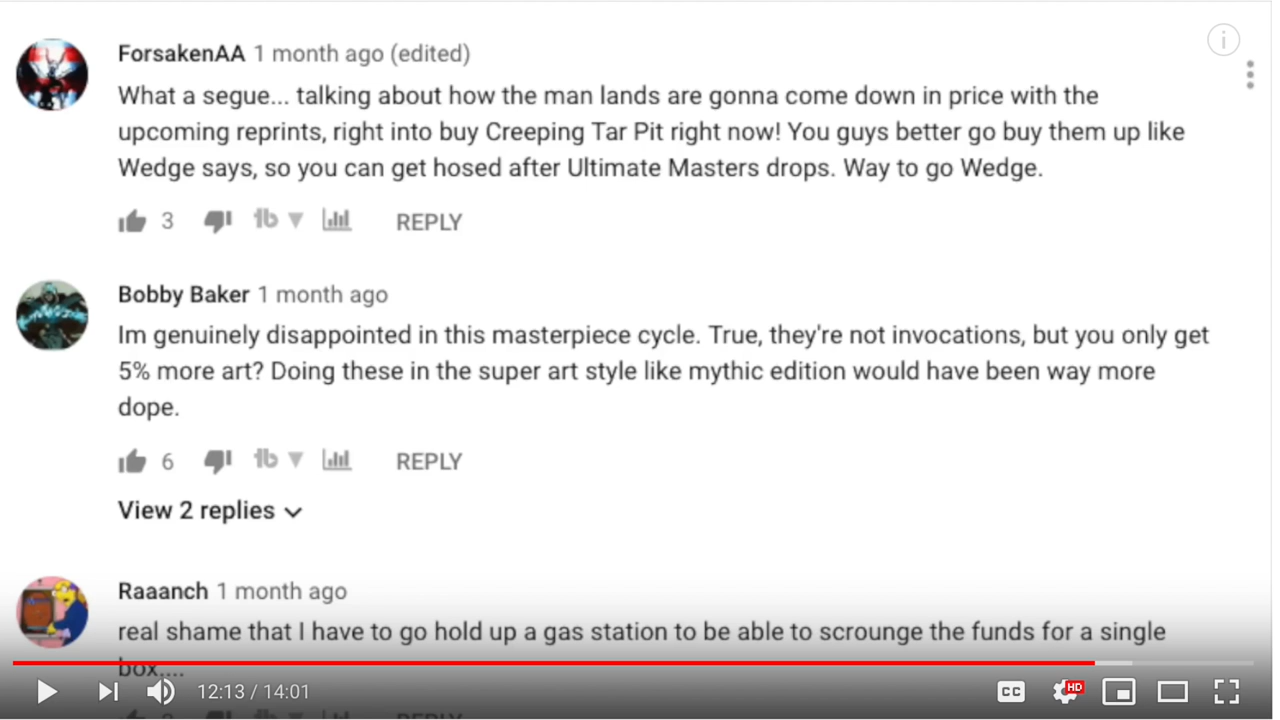 ForsakenAA 1 month ago (edited)
What a segue... talking about how the man lands are gonna come down in price with the
upcoming reprints, right into buy Creeping Tar Pit right now! You guys better go buy them up like
Wedge says, so you can get hosed after Ultimate Masters drops. Way to go Wedge.
3 tb REPLY
Bobby Baker 1 month ago
Im genuinely disappointed in this masterpiece cycle. True, they're not invocations, but you only get
5% more art? Doing these in the super art style like mythic edition would have been way more
dope.
6 tb REPLY
View 2 replies
Raaanch 1 month ago
real shame that I have to go hold up a gas station to be able to scrounge the funds for a single
box....
12:13 / 14:01 CC HD
REPLY